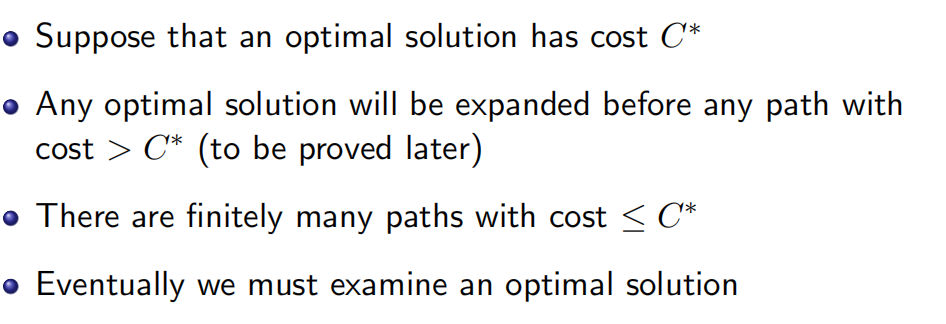 Suppose that an optimal solution has cost C*
Any optimal solution will be expanded before any path with
cost > C* (to be proved later)
There are finitely many paths with cost ≤ C*
Eventually we must examine an optimal solution